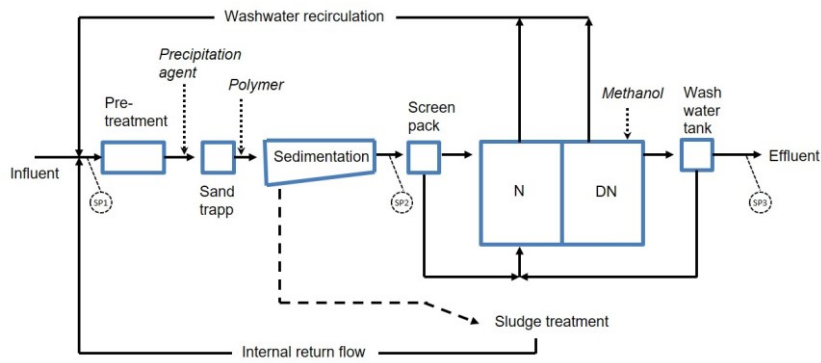 Washwater recirculation
Precipitation
agent
Polymer
Methanol
Wash
water
tank
Pre-
treatment
Screen
pack
Influent
Sand
trapp
Sedimentation
N
DN
Effluent
SP1
SP2
SP3
Sludge treatment
Internal return flow